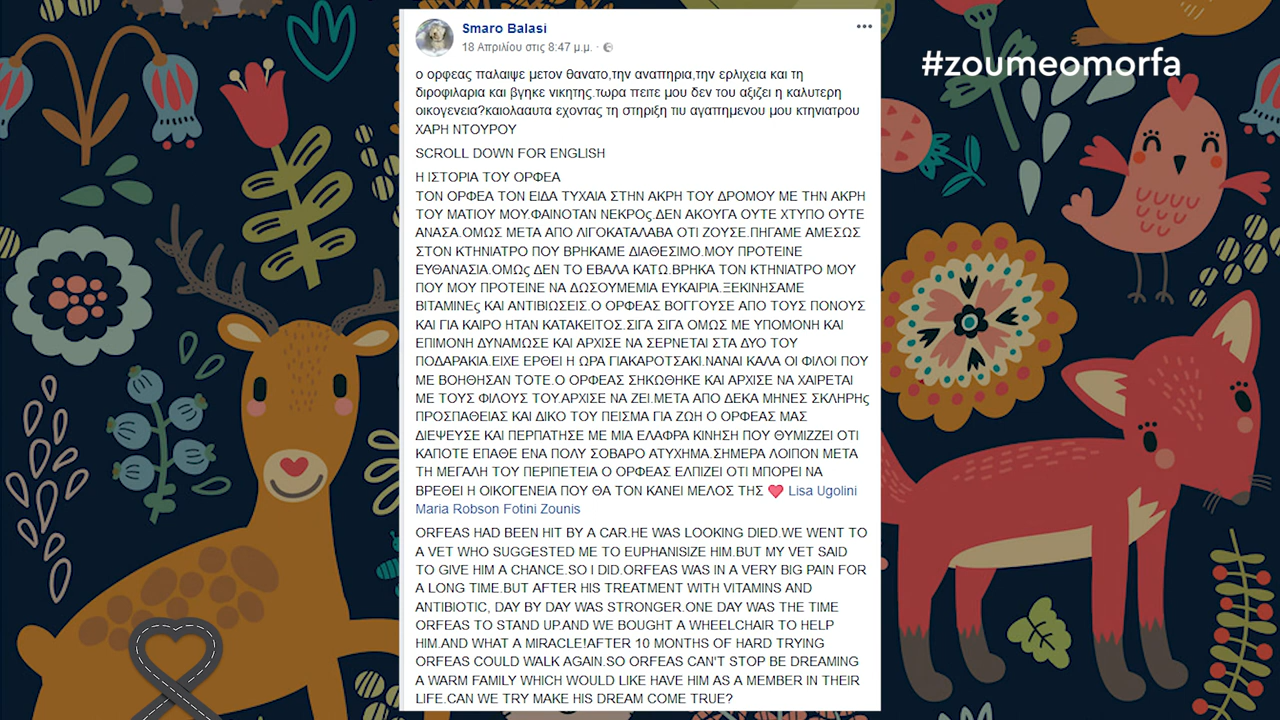 Smaro Balasi
18 Απριλίου στις 8:47 μ.μ. ·
#zoumeomorfa
ο ορφεας παλαιψε μετον θανατο,την αναπηρια,την ερλιχεια και τη
διροφιλαρια και βγηκε νικητης.τωρα πειτε μου δεν του αξιζει η καλυτερη
οικογενεια?καιολααυτα εχοντας τη στηριξη τιυ αγαπημενου μου κτηνιατρου
ΧΑΡΗ ΝΤΟΥΡΟΥ
SCROLL DOWN FOR ENGLISH
Η ΙΣΤΟΡΙΑ ΤΟΥ ΟΡΦΕΑ
ΤΟΝ ΟΡΦΕΑ ΤΟΝ ΕΙΔΑ ΤΥΧΑΙΑ ΣΤΗΝ ΑΚΡΗ ΤΟΥ ΔΡΟΜΟΥ ΜΕ ΤΗΝ ΑΚΡΗ
ΤΟΥ ΜΑΤΙΟΥ ΜΟΥ.ΦΑΙΝΟΤΑΝ ΝΕΚΡΟς.ΔΕΝ ΑΚΟΥΓΑ ΟΥΤΕ ΧΤΥΠΟ ΟΥΤΕ
ΑΝΑΣΑ.ΟΜΩΣ ΜΕΤΑ ΑΠΟ ΛΙΓΟΚΑΤΑΛΑΒΑ ΟΤΙ ΖΟΥΣΕ.ΠΗΓΑΜΕ ΑΜΕΣΩΣ
ΣΤΟΝ ΚΤΗΝΙΑΤΡΟ ΠΟΥ ΒΡΗΚΑΜΕ ΔΙΑΘΕΣΙΜΟ.ΜΟΥ ΠΡΟΤΕΙΝΕ
ΕΥΘΑΝΑΣΙΑ.ΟΜΩς ΔΕΝ ΤΟ ΕΒΑΛΑ ΚΑΤΩ.ΒΡΗΚΑ ΤΟΝ ΚΤΗΝΙΑΤΡΟ ΜΟΥ
ΠΟΥ ΜΟΥ ΠΡΟΤΕΙΝΕ ΝΑ ΔΩΣΟΥΜΕΜΙΑ ΕΥΚΑΙΡΙΑ.ΞΕΚΙΝΗΣΑΜΕ
ΒΙΤΑΜΙΝΕς ΚΑΙ ΑΝΤΙΒΙΩΣΕΙΣ.Ο ΟΡΦΕΑΣ ΒΟΓΓΟΥΣΕ ΑΠΟ ΤΟΥΣ ΠΟΝΟΥΣ
ΚΑΙ ΓΙΑ ΚΑΙΡΟ ΗΤΑΝ ΚΑΤΑΚΕΙΤΟΣ.ΣΙΓΑ ΣΙΓΑ ΟΜΩΣ ΜΕ ΥΠΟΜΟΝΗ ΚΑΙ
ΕΠΙΜΟΝΗ ΔΥΝΑΜΩΣΕ ΚΑΙ ΑΡΧΙΣΕ ΝΑ ΣΕΡΝΕΤΑΙ ΣΤΑ ΔΥΟ ΤΟΥ
ΠΟΔΑΡΑΚΙΑ.ΕΙΧΕ ΕΡΘΕΙ Η ΩΡΑ ΓΙΑΚΑΡΟΤΣΑΚΙ.ΝΑΝΑΙ ΚΑΛΑ ΟΙ ΦΙΛΟΙ ΠΟΥ
ΜΕ ΒΟΗΘΗΣΑΝ ΤΟΤΕ.Ο ΟΡΦΕΑΣ ΣΗΚΩΘΗΚΕ ΚΑΙ ΑΡΧΙΣΕ ΝΑ ΧΑΙΡΕΤΑΙ
ΜΕ ΤΟΥΣ ΦΙΛΟΥΣ ΤΟΥ.ΑΡΧΙΣΕ ΝΑ ΖΕΙ.ΜΕΤΑ ΑΠΟ ΔΕΚΑ ΜΗΝΕΣ ΣΚΛΗΡΗς
ΠΡΟΣΠΑΘΕΙΑΣ ΚΑΙ ΔΙΚΟ ΤΟΥ ΠΕΙΣΜΑ ΓΙΑ ΖΩΗ Ο ΟΡΦΕΑΣ ΜΑΣ
ΔΙΕΨΕΥΣΕ ΚΑΙ ΠΕΡΠΑΤΗΣΕ ΜΕ ΜΙΑ ΕΛΑΦΡΑ ΚΙΝΗΣΗ ΠΟΥ ΘΥΜΙΖΖΕΙ ΟΤΙ
ΚΑΠΟΤΕ ΕΠΑΘΕ ΕΝΑ ΠΟΛΥ ΣΟΒΑΡΟ ΑΤΥΧΗΜΑ.ΣΗΜΕΡΑ ΛΟΙΠΟΝ ΜΕΤΑ
ΤΗ ΜΕΓΑΛΗ ΤΟΥ ΠΕΡΙΠΕΤΕΙΑ Ο ΟΡΦΕΑΣ ΕΛΠΙΖΕΙ ΟΤΙ ΜΠΟΡΕΙ ΝΑ
ΒΡΕΘΕΙ Η ΟΙΚΟΓΕΝΕΙΑ ΠΟΥ ΘΑ ΤΟΝ ΚΑΝΕΙ ΜΕΛΟΣ ΤΗΣ ❤ Lisa Ugolini
Maria Robson Fotini Zounis
ORFEAS HAD BEEN HIT BY A CAR.HE WAS LOOKING DIED.WE WENT TO
A VET WHO SUGGESTED ME TO EUPHANISIZE HIM.BUT MY VET SAID
TO GIVE HIM A CHANCE.SO I DID.ORFEAS WAS IN A VERY BIG PAIN FOR
A LONG TIME.BUT AFTER HIS TREATMENT WITH VITAMINS AND
ANTIBIOTIC, DAY BY DAY WAS STRONGER.ONE DAY WAS THE TIME
ORFEAS TO STAND UP.AND WE BOUGHT A WHEELCHAIR TO HELP
HIM.AND WHAT A MIRACLE!AFTER 10 MONTHS OF HARD TRYING
ORFEAS COULD WALK AGAIN.SO ORFEAS CAN'T STOP BE DREAMING
A WARM FAMILY WHICH WOULD LIKE HAVE HIM AS A MEMBER IN THEIR
LIFE.CAN WE TRY MAKE HIS DREAM COME TRUE?